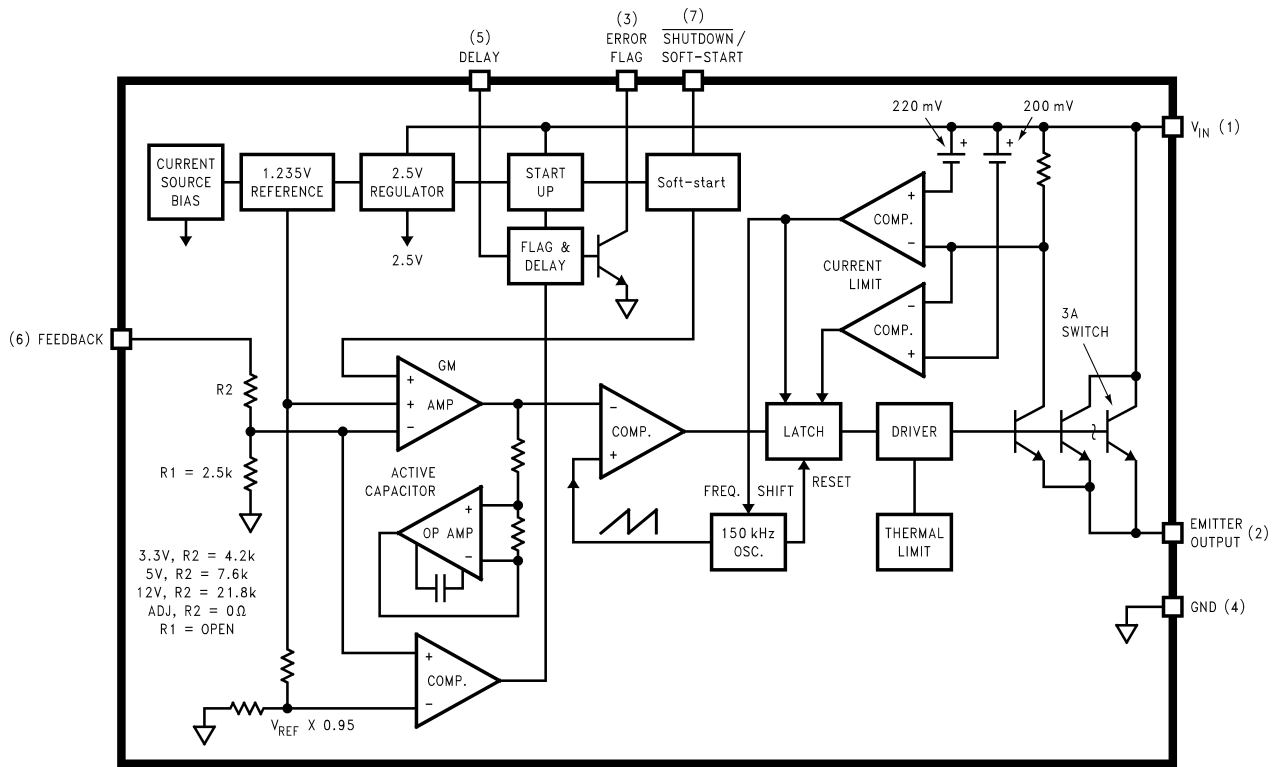 (5)
DELAY
(3)
ERROR
FLAG
(7)
SHUTDOWN /
SOFT-START
220 mV
200 mV
+
+
V_IN (1)
CURRENT
SOURCE
BIAS
1.235V
REFERENCE
2.5V
REGULATOR
START
UP
Soft-start
2.5V
FLAG &
DELAY
+
COMP.
−
CURRENT
LIMIT
−
COMP.
+
3A
SWITCH
(6) FEEDBACK
R2
R1 = 2.5k
GM
+
+
AMP
−
−
COMP.
+
LATCH
DRIVER
ACTIVE
CAPACITOR
+
OP AMP
−
FREQ. SHIFT
RESET
150 kHz
OSC.
THERMAL
LIMIT
EMITTER
OUTPUT (2)
GND (4)
3.3V, R2 = 4.2k
5V, R2 = 7.6k
12V, R2 = 21.8k
ADJ, R2 = 0Ω
R1 = OPEN
+
COMP.
−
V_REF X 0.95